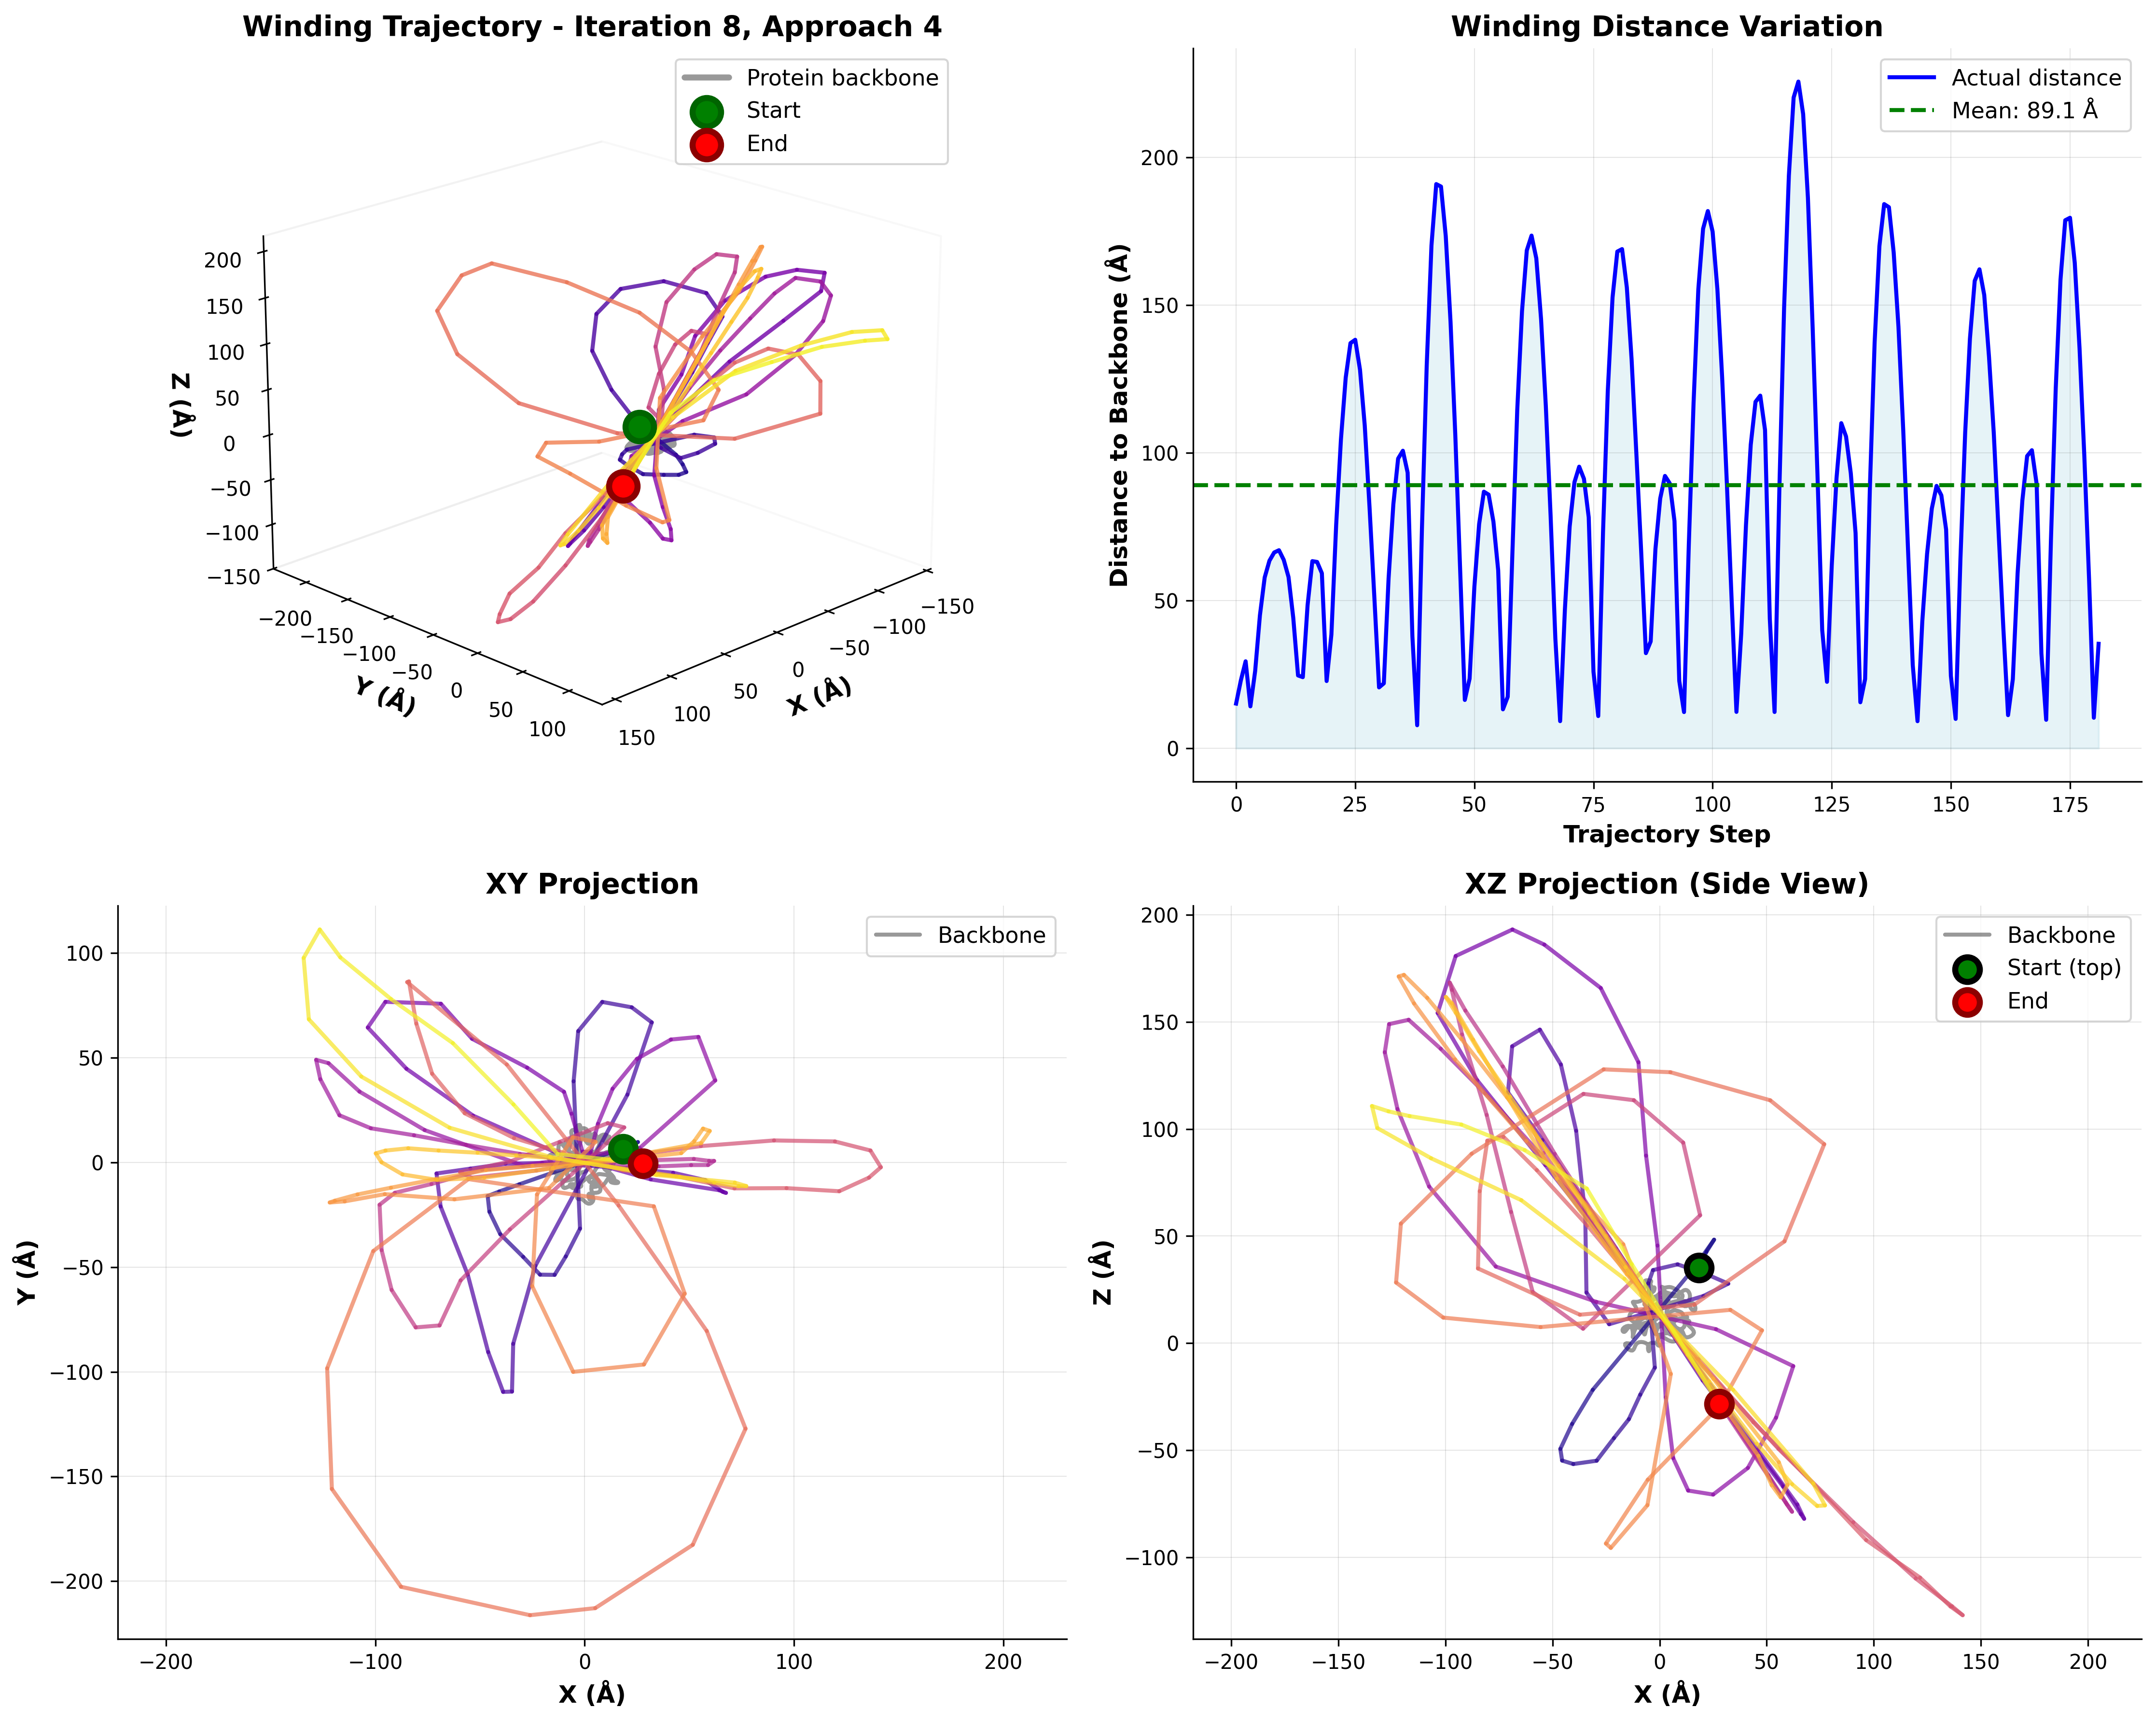 Winding Trajectory - Iteration 8, Approach 4
Protein backbone
Start
End
200
150
100
50
0
−50
−100
−150
Z (Å)
−200
−150
−100
−50
0
50
100
Y (Å)
150
100
50
0
−50
−100
−150
X (Å)
Winding Distance Variation
Actual distance
Mean: 89.1 Å
200
150
100
50
0
Distance to Backbone (Å)
0 25 50 75 100 125 150 175
Trajectory Step
XY Projection
Backbone
100
50
0
−50
−100
−150
−200
Y (Å)
−200 −100 0 100 200
X (Å)
XZ Projection (Side View)
Backbone
Start (top)
End
200
150
100
50
0
−50
−100
Z (Å)
−200 −150 −100 −50 0 50 100 150 200
X (Å)